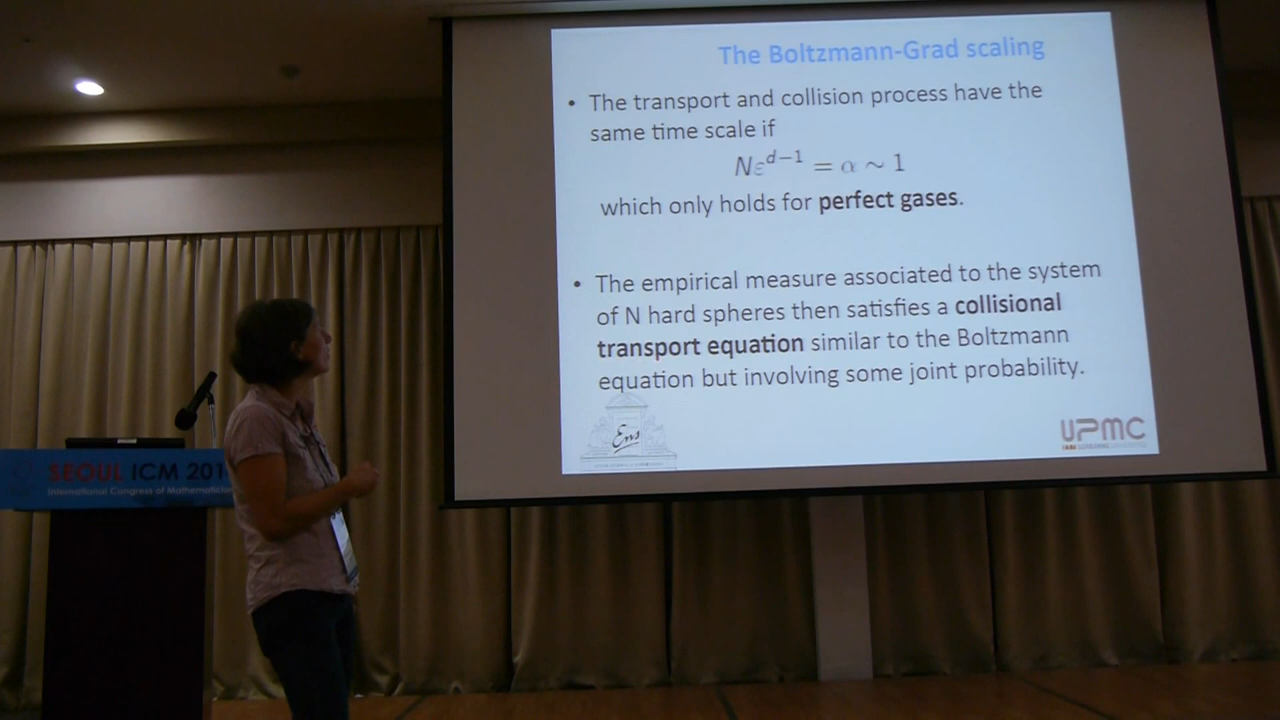 The Boltzmann-Grad scaling
• The transport and collision process have the
same time scale if
Nε^{d−1} = α ∼ 1
which only holds for perfect gases.
• The empirical measure associated to the system
of N hard spheres then satisfies a collisional
transport equation similar to the Boltzmann
equation but involving some joint probability.
Ens
UPMC
SEOUL ICM 201
International Congress of Mathematician